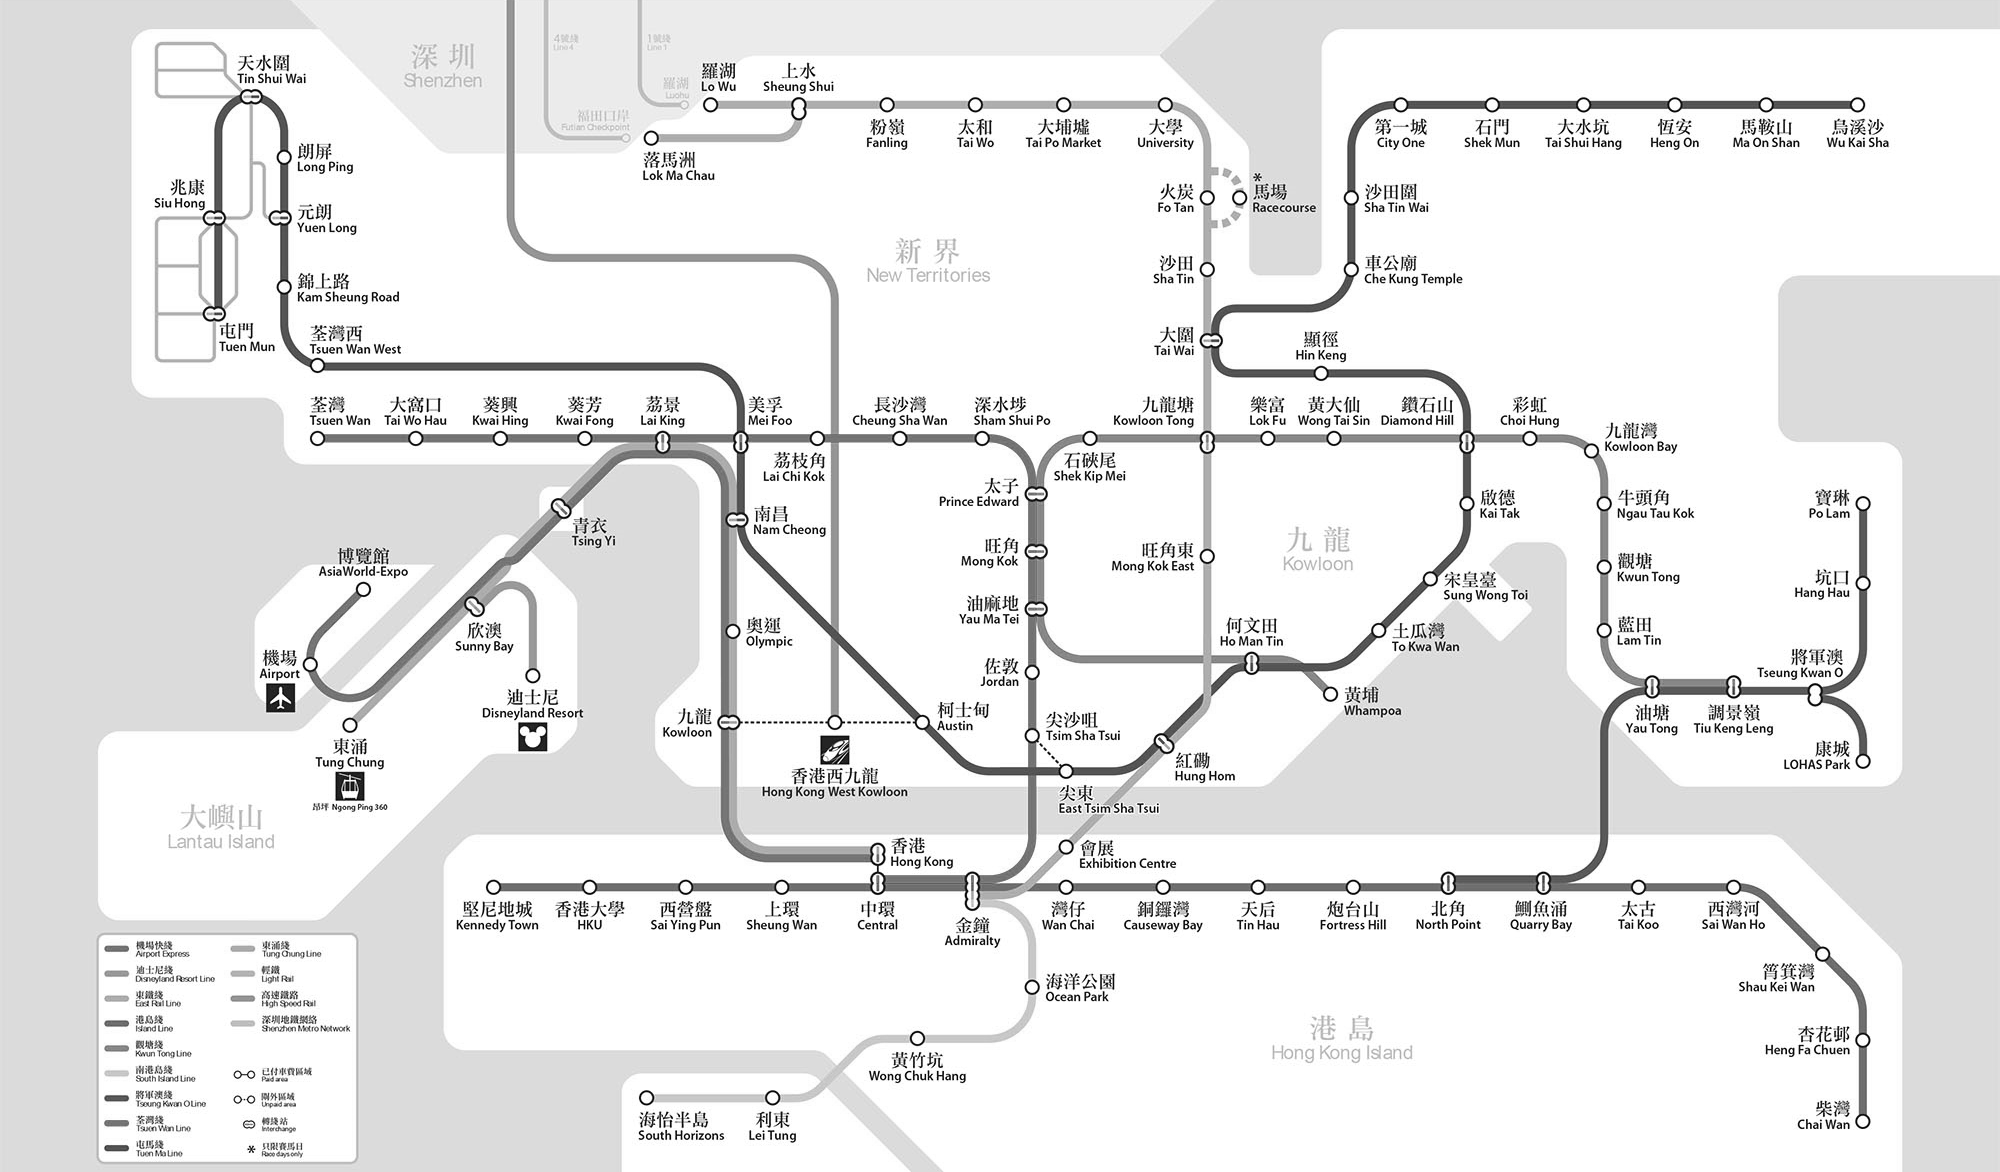 深圳
Shenzhen
4號綫
Line 4
1號綫
Line 1
羅湖
Luohu
福田口岸
Futian Checkpoint
羅湖
Lo Wu
上水
Sheung Shui
落馬洲
Lok Ma Chau
粉嶺
Fanling
太和
Tai Wo
大埔墟
Tai Po Market
大學
University
火炭
Fo Tan
*
馬場
Racecourse
沙田
Sha Tin
大圍
Tai Wai
第一城
City One
石門
Shek Mun
大水坑
Tai Shui Hang
恆安
Heng On
馬鞍山
Ma On Shan
烏溪沙
Wu Kai Sha
沙田圍
Sha Tin Wai
車公廟
Che Kung Temple
顯徑
Hin Keng
新界
New Territories
天水圍
Tin Shui Wai
朗屏
Long Ping
兆康
Siu Hong
元朗
Yuen Long
錦上路
Kam Sheung Road
屯門
Tuen Mun
荃灣西
Tsuen Wan West
荃灣
Tsuen Wan
大窩口
Tai Wo Hau
葵興
Kwai Hing
葵芳
Kwai Fong
荔景
Lai King
美孚
Mei Foo
荔枝角
Lai Chi Kok
長沙灣
Cheung Sha Wan
深水埗
Sham Shui Po
石硤尾
Shek Kip Mei
九龍塘
Kowloon Tong
樂富
Lok Fu
黃大仙
Wong Tai Sin
鑽石山
Diamond Hill
彩虹
Choi Hung
九龍灣
Kowloon Bay
牛頭角
Ngau Tau Kok
觀塘
Kwun Tong
藍田
Lam Tin
油塘
Yau Tong
調景嶺
Tiu Keng Leng
將軍澳
Tseung Kwan O
寶琳
Po Lam
坑口
Hang Hau
康城
LOHAS Park
太子
Prince Edward
旺角
Mong Kok
油麻地
Yau Ma Tei
佐敦
Jordan
尖沙咀
Tsim Sha Tsui
尖東
East Tsim Sha Tsui
旺角東
Mong Kok East
九龍
Kowloon
啟德
Kai Tak
宋皇臺
Sung Wong Toi
土瓜灣
To Kwa Wan
何文田
Ho Man Tin
黃埔
Whampoa
紅磡
Hung Hom
南昌
Nam Cheong
奧運
Olympic
九龍
Kowloon
柯士甸
Austin
香港西九龍
Hong Kong West Kowloon
青衣
Tsing Yi
博覽館
AsiaWorld-Expo
機場
Airport
欣澳
Sunny Bay
迪士尼
Disneyland Resort
東涌
Tung Chung
昂坪 Ngong Ping 360
大嶼山
Lantau Island
香港
Hong Kong
會展
Exhibition Centre
堅尼地城
Kennedy Town
香港大學
HKU
西營盤
Sai Ying Pun
上環
Sheung Wan
中環
Central
金鐘
Admiralty
灣仔
Wan Chai
銅鑼灣
Causeway Bay
天后
Tin Hau
炮台山
Fortress Hill
北角
North Point
鰂魚涌
Quarry Bay
太古
Tai Koo
西灣河
Sai Wan Ho
筲箕灣
Shau Kei Wan
杏花邨
Heng Fa Chuen
柴灣
Chai Wan
海洋公園
Ocean Park
黃竹坑
Wong Chuk Hang
利東
Lei Tung
海怡半島
South Horizons
港島
Hong Kong Island
機場快綫
Airport Express
迪士尼綫
Disneyland Resort Line
東鐵綫
East Rail Line
港島綫
Island Line
觀塘綫
Kwun Tong Line
南港島綫
South Island Line
將軍澳綫
Tseung Kwan O Line
荃灣綫
Tsuen Wan Line
屯馬綫
Tuen Ma Line
東涌綫
Tung Chung Line
輕鐵
Light Rail
高速鐵路
High Speed Rail
深圳地鐵網絡
Shenzhen Metro Network
已付車費區域
Paid area
閘外區域
Unpaid area
轉綫站
Interchange
* 只限賽馬日
Race days only